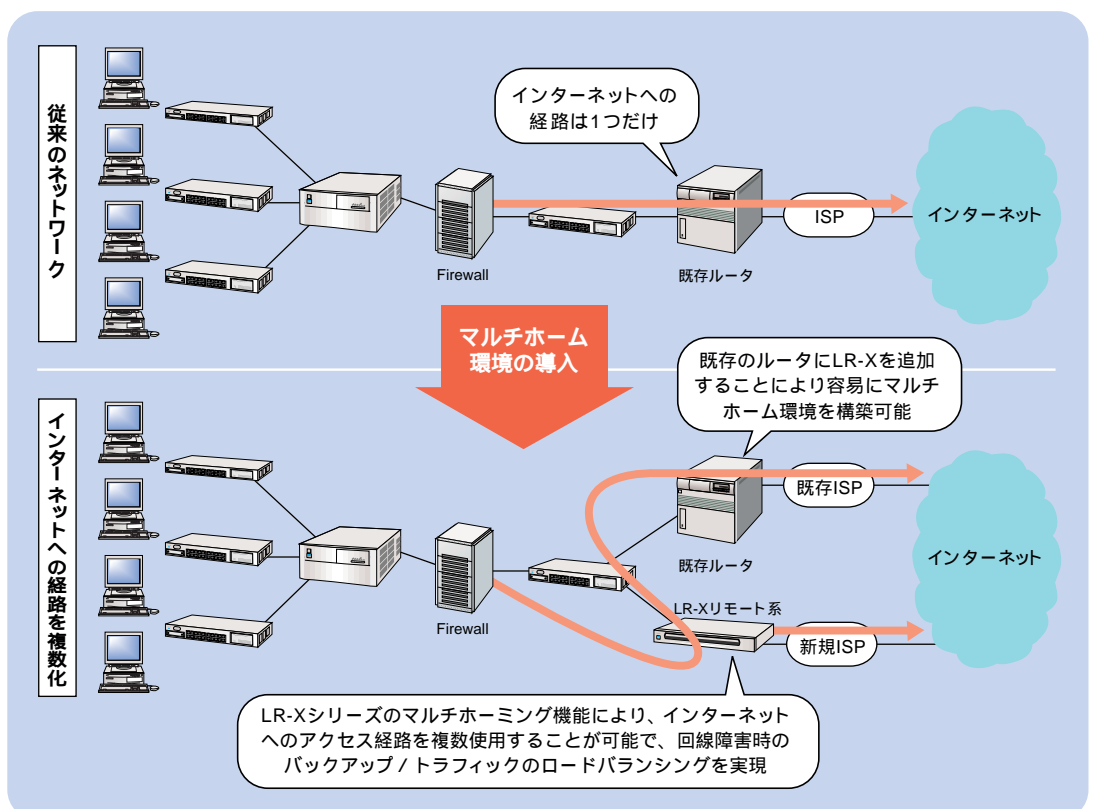 従来のネットワーク
インターネットへの
経路は1つだけ
ISP
インターネット
Firewall
既存ルータ
マルチホーム
環境の導入
既存のルータにLR-Xを追加
することにより容易にマルチ
ホーム環境を構築可能
インターネットへの経路を複数化
既存ISP
インターネット
既存ルータ
LR-Xリモート系
Firewall
新規ISP
LR-Xシリーズのマルチホーミング機能により、インターネット
へのアクセス経路を複数使用することが可能で、回線障害時の
バックアップ / トラフィックのロードバランシングを実現